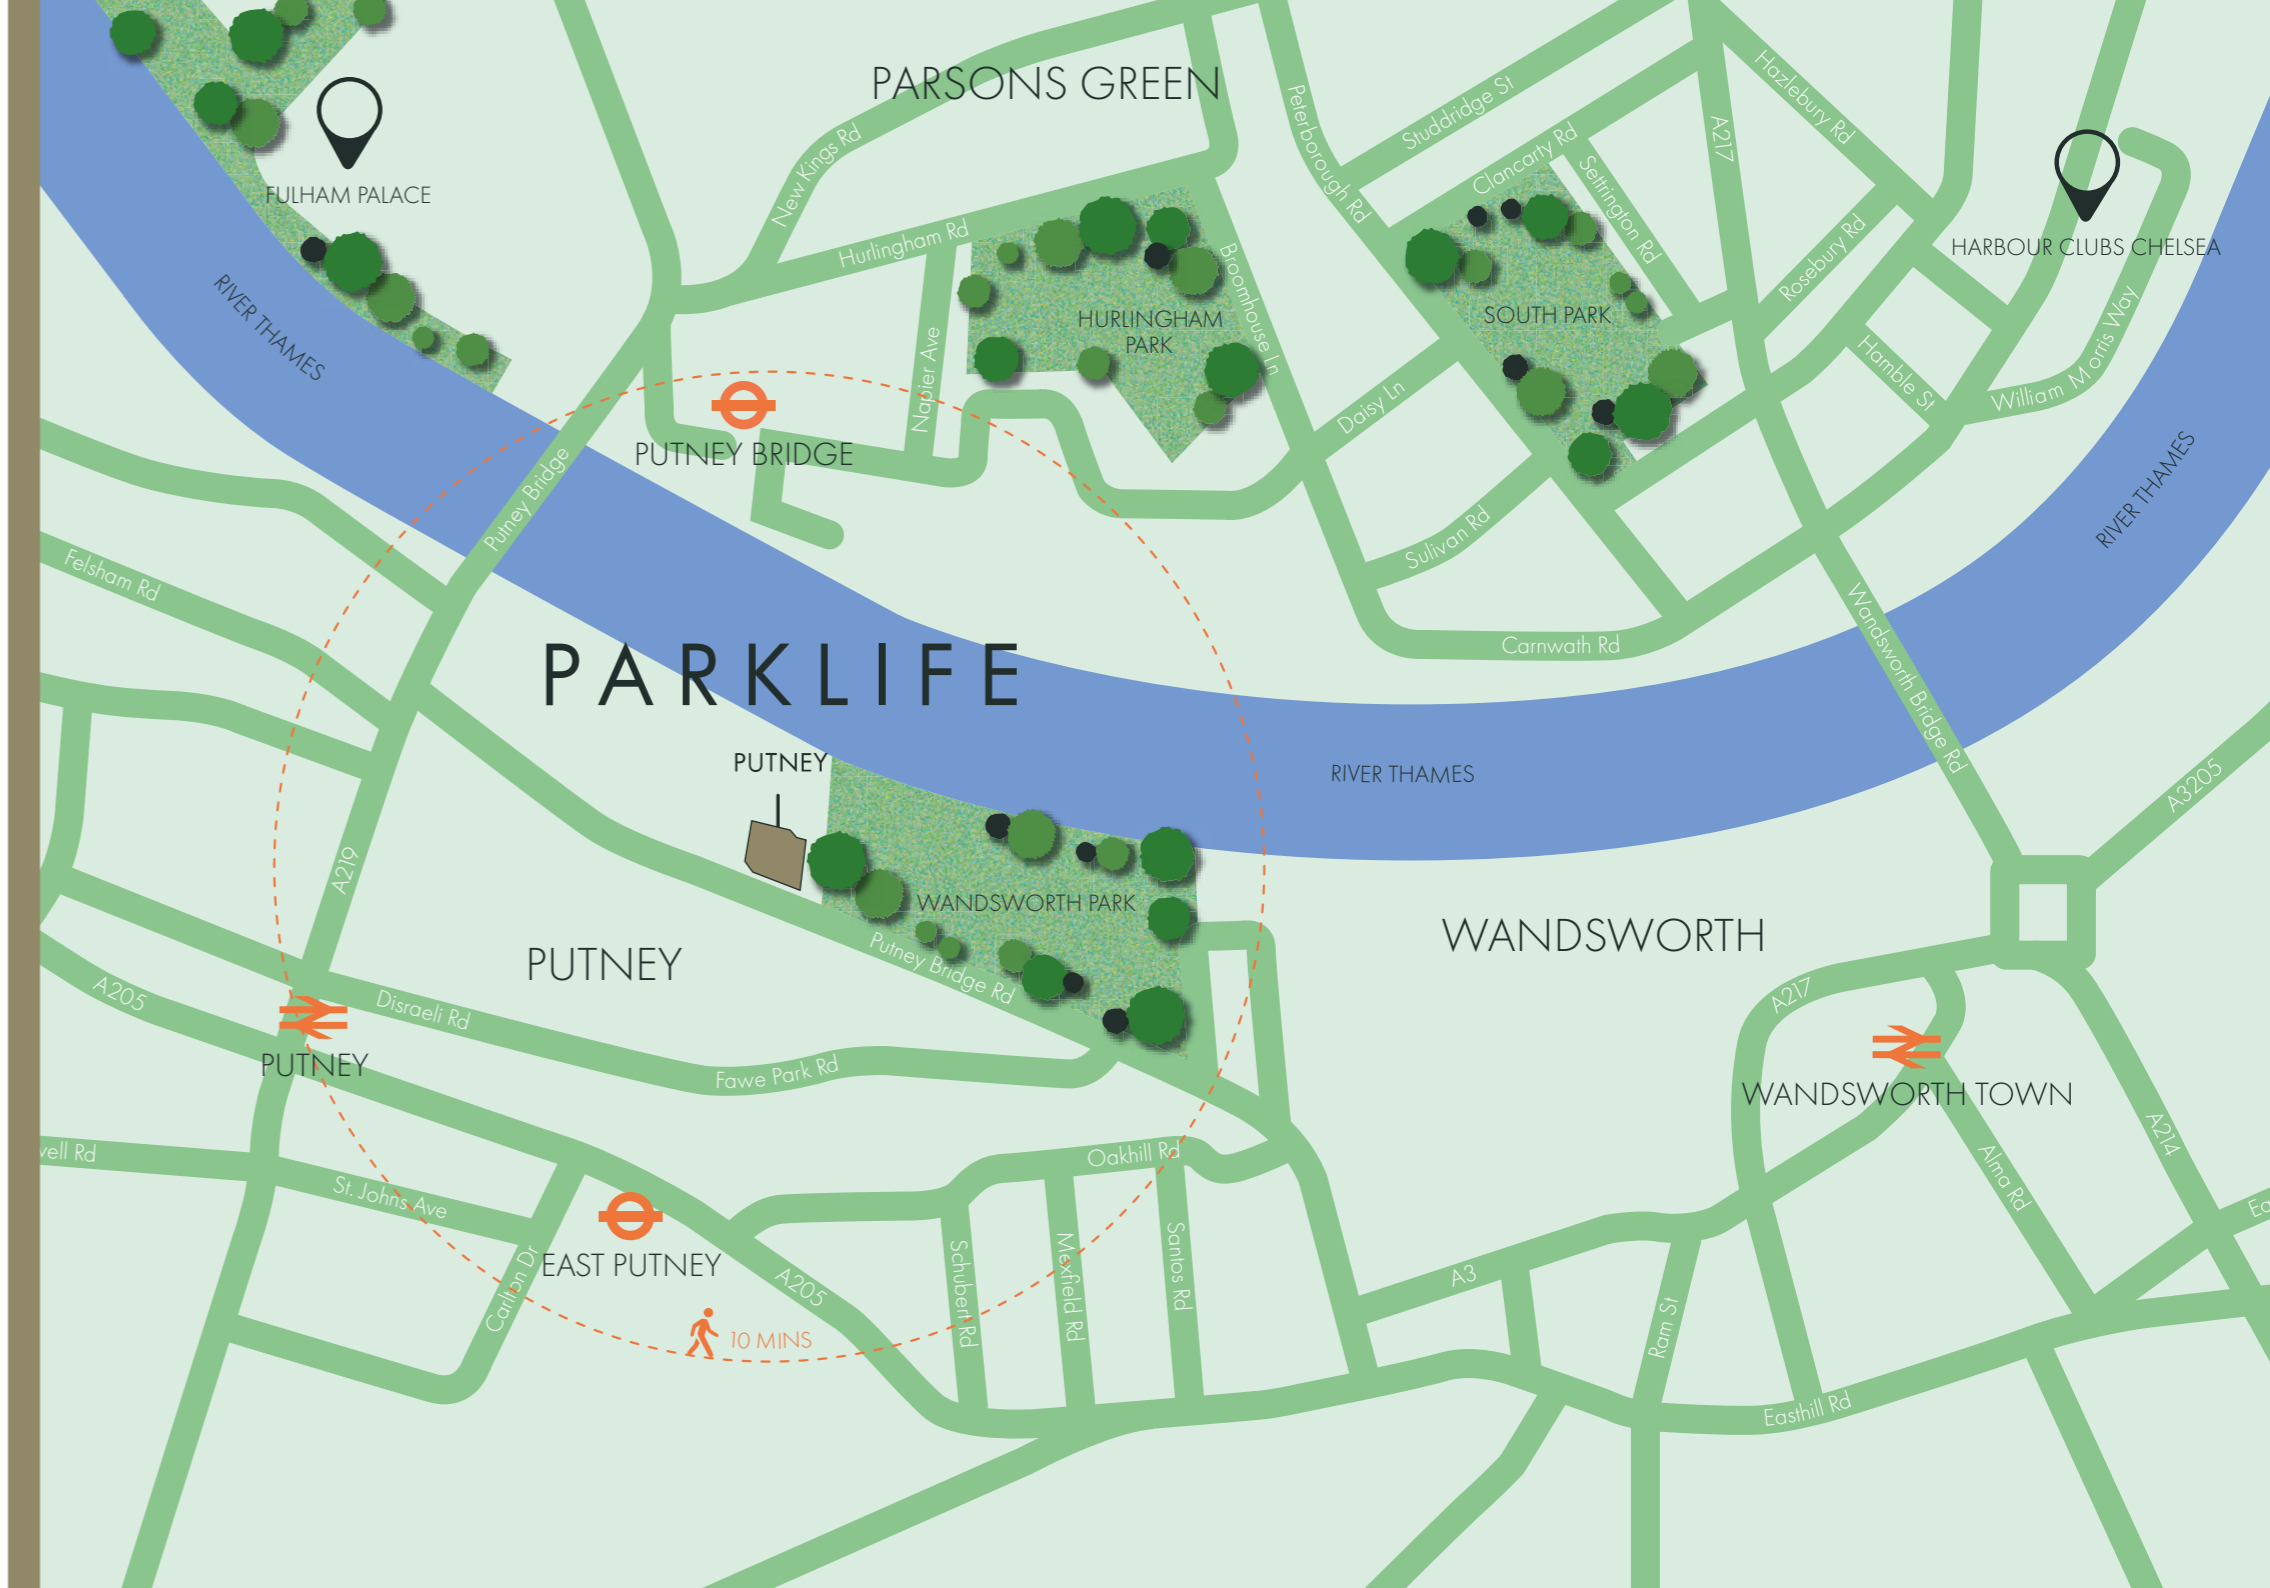 PARSONS GREEN
FULHAM PALACE
RIVER THAMES
New Kings Rd
Hurlingham Rd
Peterborough Rd
Studdridge St
Clancarty Rd
Settrington Rd
A217
Hazlebury Rd
Rosebury Rd
HARBOUR CLUBS CHELSEA
Broomhouse Ln
HURLINGHAM
PARK
SOUTH PARK
Napier Ave
Daisy Ln
Hamble St
William Morris Way
PUTNEY BRIDGE
Putney Bridge
RIVER THAMES
Sulivan Rd
Felsham Rd
Carnwath Rd
Wandsworth Bridge Rd
PARKLIFE
PUTNEY
RIVER THAMES
A3205
A219
WANDSWORTH PARK
WANDSWORTH
PUTNEY
Putney Bridge Rd
A205
Disraeli Rd
A217
PUTNEY
Fawe Park Rd
WANDSWORTH TOWN
A214
vell Rd
St. Johns Ave
Oakhill Rd
Alma Rd
Ea
EAST PUTNEY
Carlton Dr
A205
Schubert Rd
Mexfield Rd
Santos Rd
A3
Ram St
10 MINS
Easthill Rd